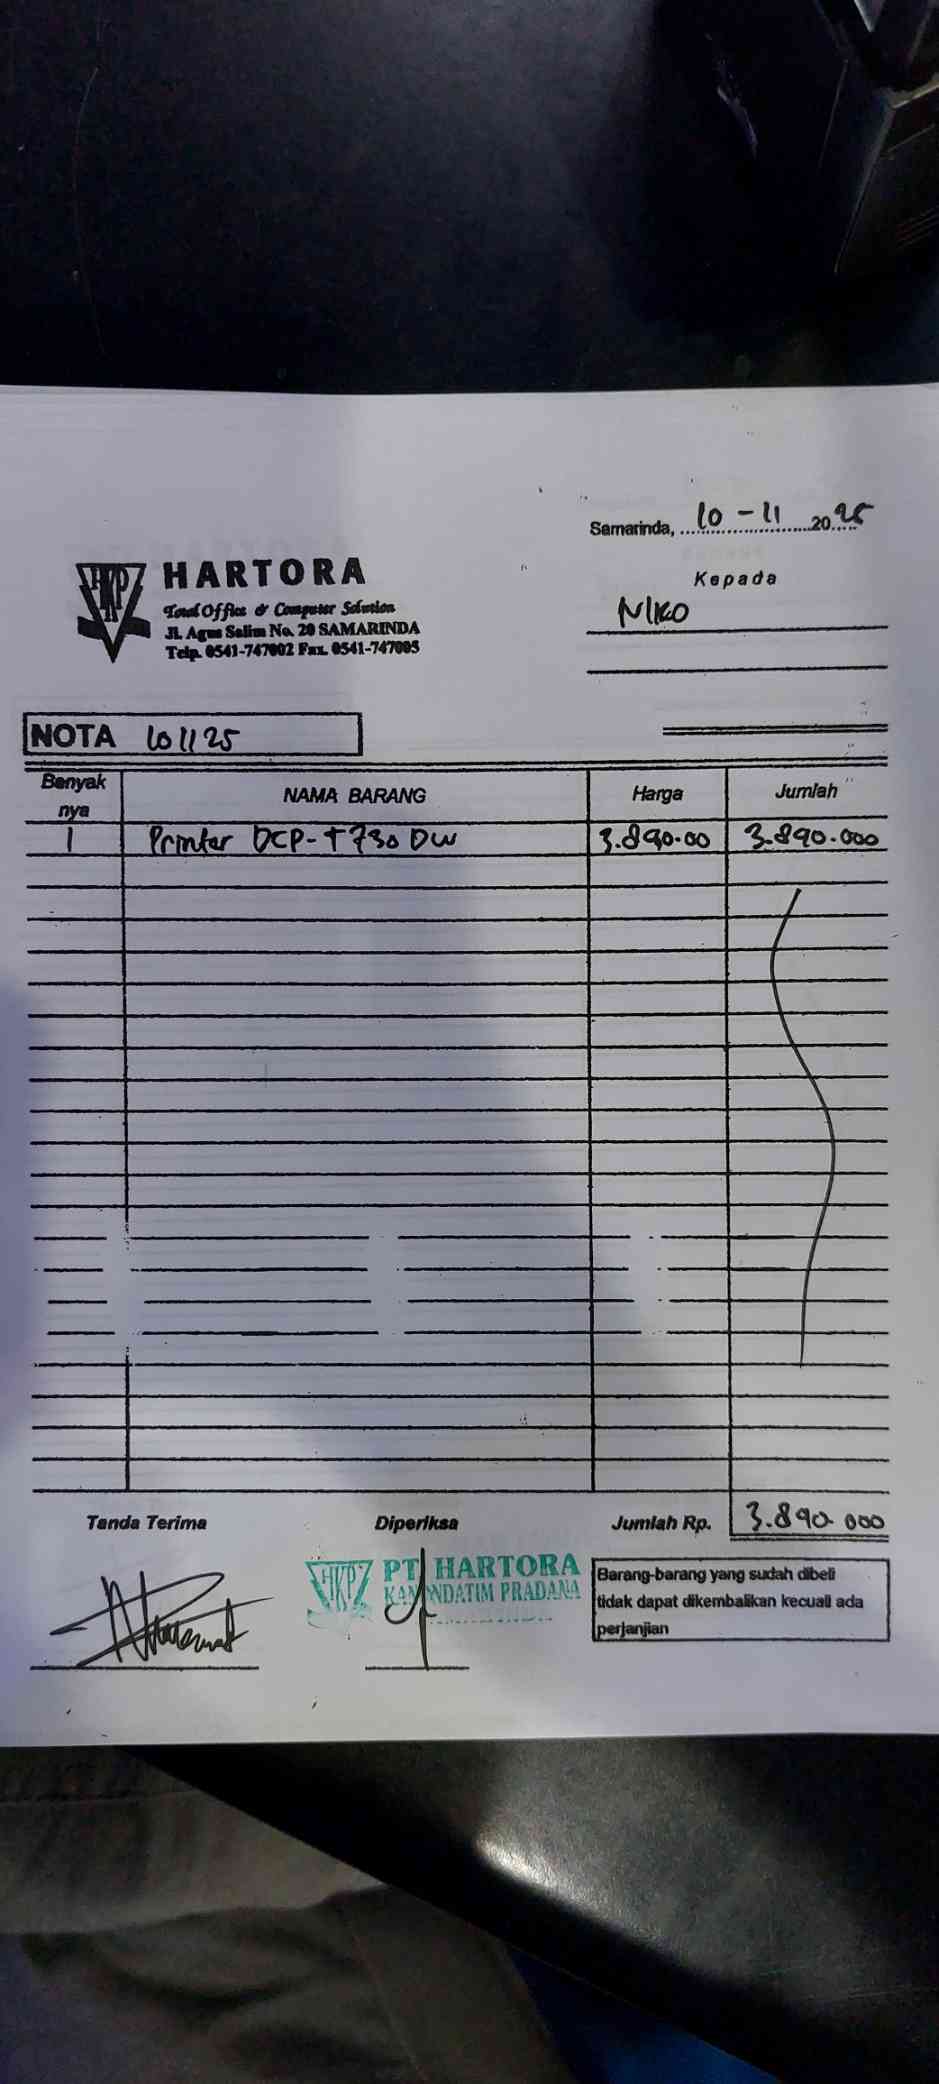 Samarinda, 10 - 11 20 25
HKP HARTORA
Total Office & Computer Solution
Jl. Agus Salim No. 20 SAMARINDA
Telp. 0541-747002 Fax. 0541-747005
Kepada
NIKO
NOTA 101125
Banyak nya NAMA BARANG Harga Jumlah
1 Printer DCP-T730 DW 3.890.00 3.890.000
Tanda Terima Diperiksa Jumlah Rp. 3.890.000
HKP PT HARTORA
PRADANA
Barang-barang yang sudah dibeli
tidak dapat dikembalikan kecuali ada
perjanjian